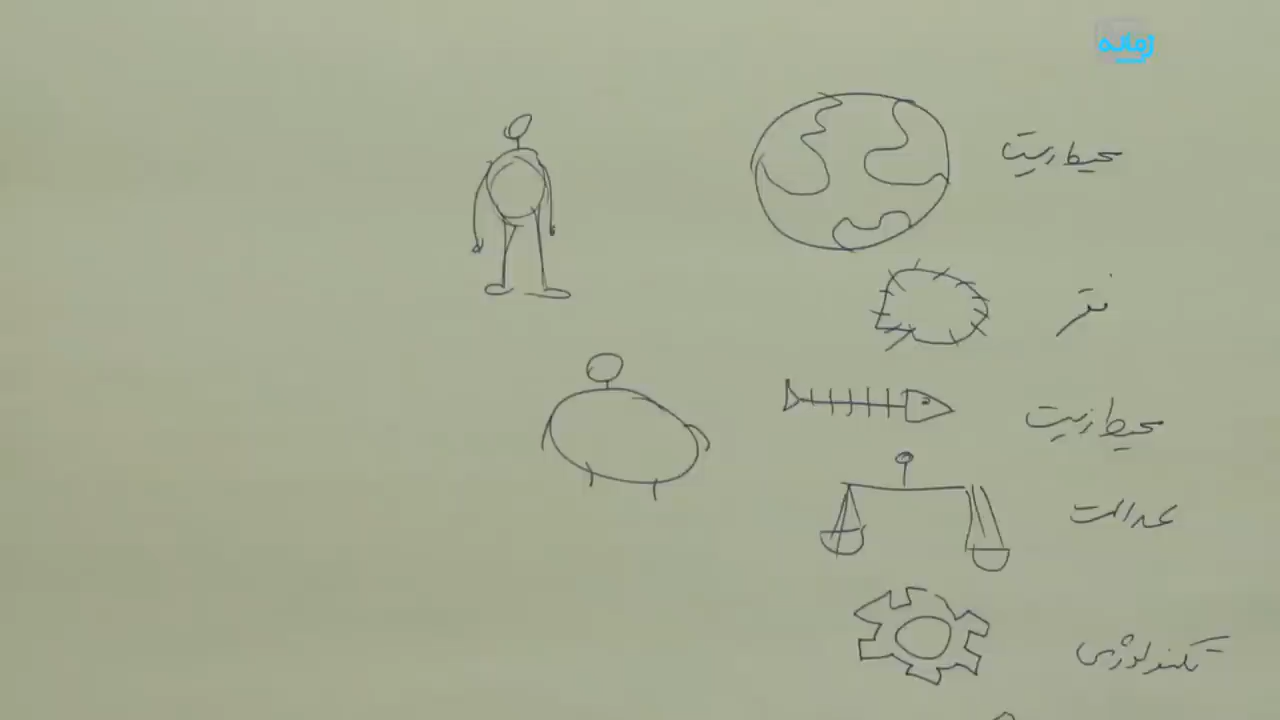 زمانه
محیط زیست
فقر
محیط زیست
عدالت
تکنولوژی